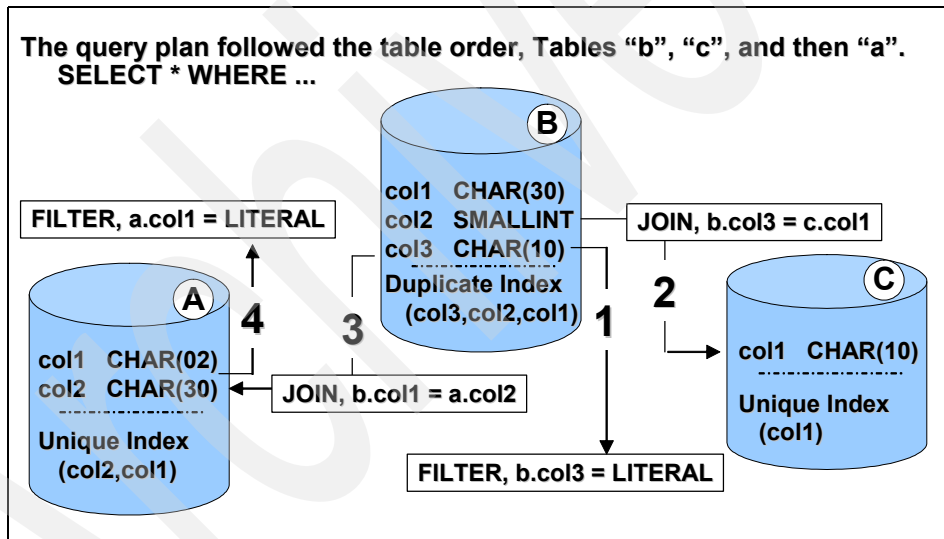 The query plan followed the table order, Tables “b”, “c”, and then “a”.
SELECT * WHERE ...
B
col1 CHAR(30)
col2 SMALLINT
col3 CHAR(10)
Duplicate Index
(col3,col2,col1)
FILTER, a.col1 = LITERAL
JOIN, b.col3 = c.col1
4
3
1
2
A
col1 CHAR(02)
col2 CHAR(30)
Unique Index
(col2,col1)
JOIN, b.col1 = a.col2
C
col1 CHAR(10)
Unique Index
(col1)
FILTER, b.col3 = LITERAL